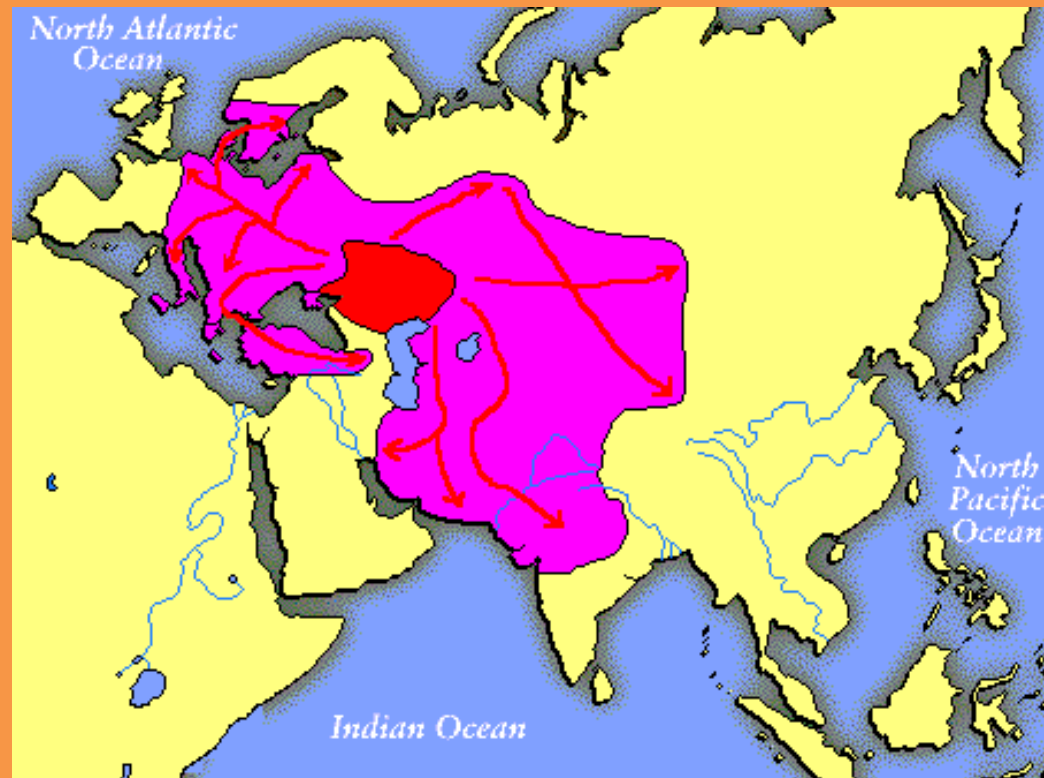 North Atlantic
Ocean
North
Pacific
Ocean
Indian Ocean